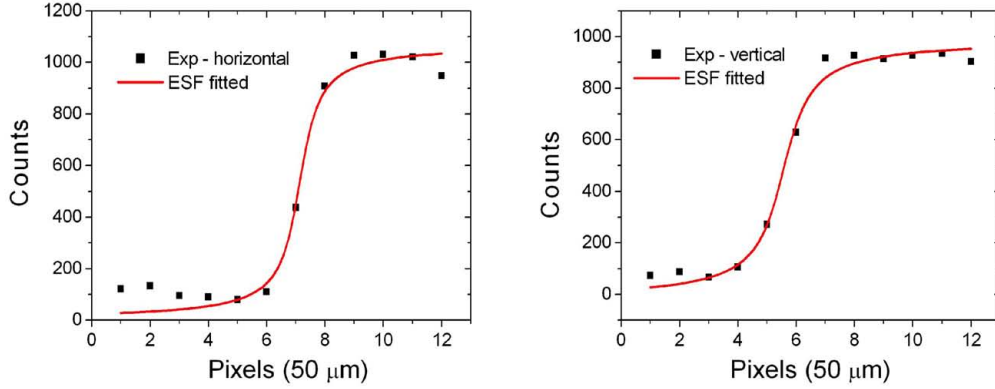 1200
1000
800
600
400
200
0
Counts
Exp - horizontal
ESF fitted
0 2 4 6 8 10 12
Pixels (50 μm)
1000
800
600
400
200
0
Counts
Exp - vertical
ESF fitted
0 2 4 6 8 10 12
Pixels (50 μm)